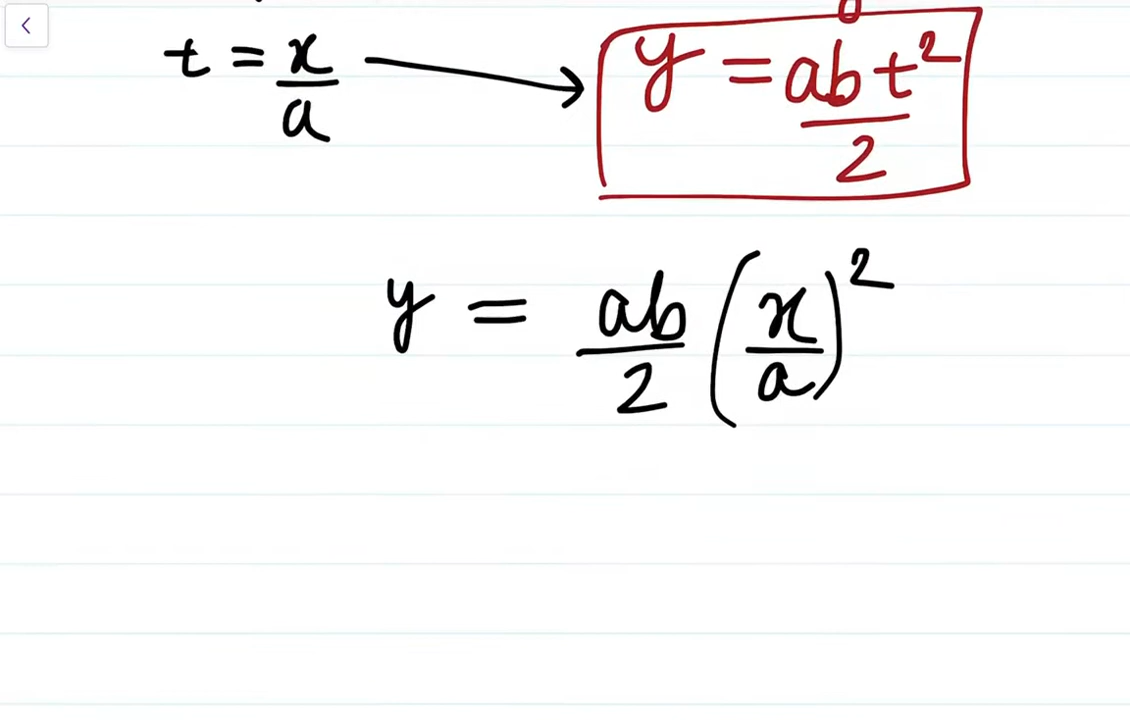 t = x/a → y = abt²/2
y = ab/2 (x/a)²